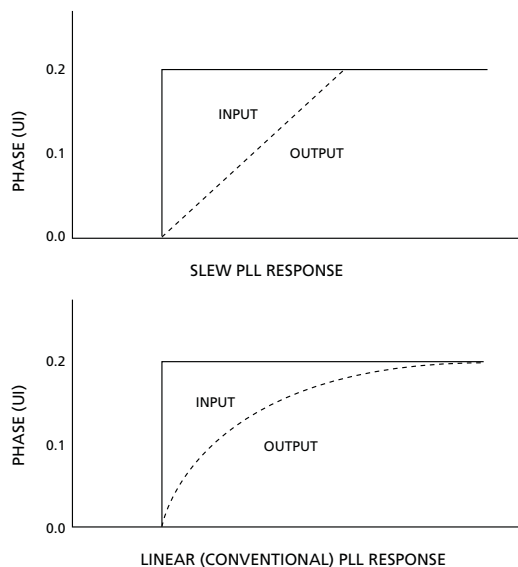 0.2
INPUT
PHASE (UI)
0.1
OUTPUT
0.0
SLEW PLL RESPONSE
0.2
INPUT
PHASE (UI)
0.1
OUTPUT
0.0
LINEAR (CONVENTIONAL) PLL RESPONSE